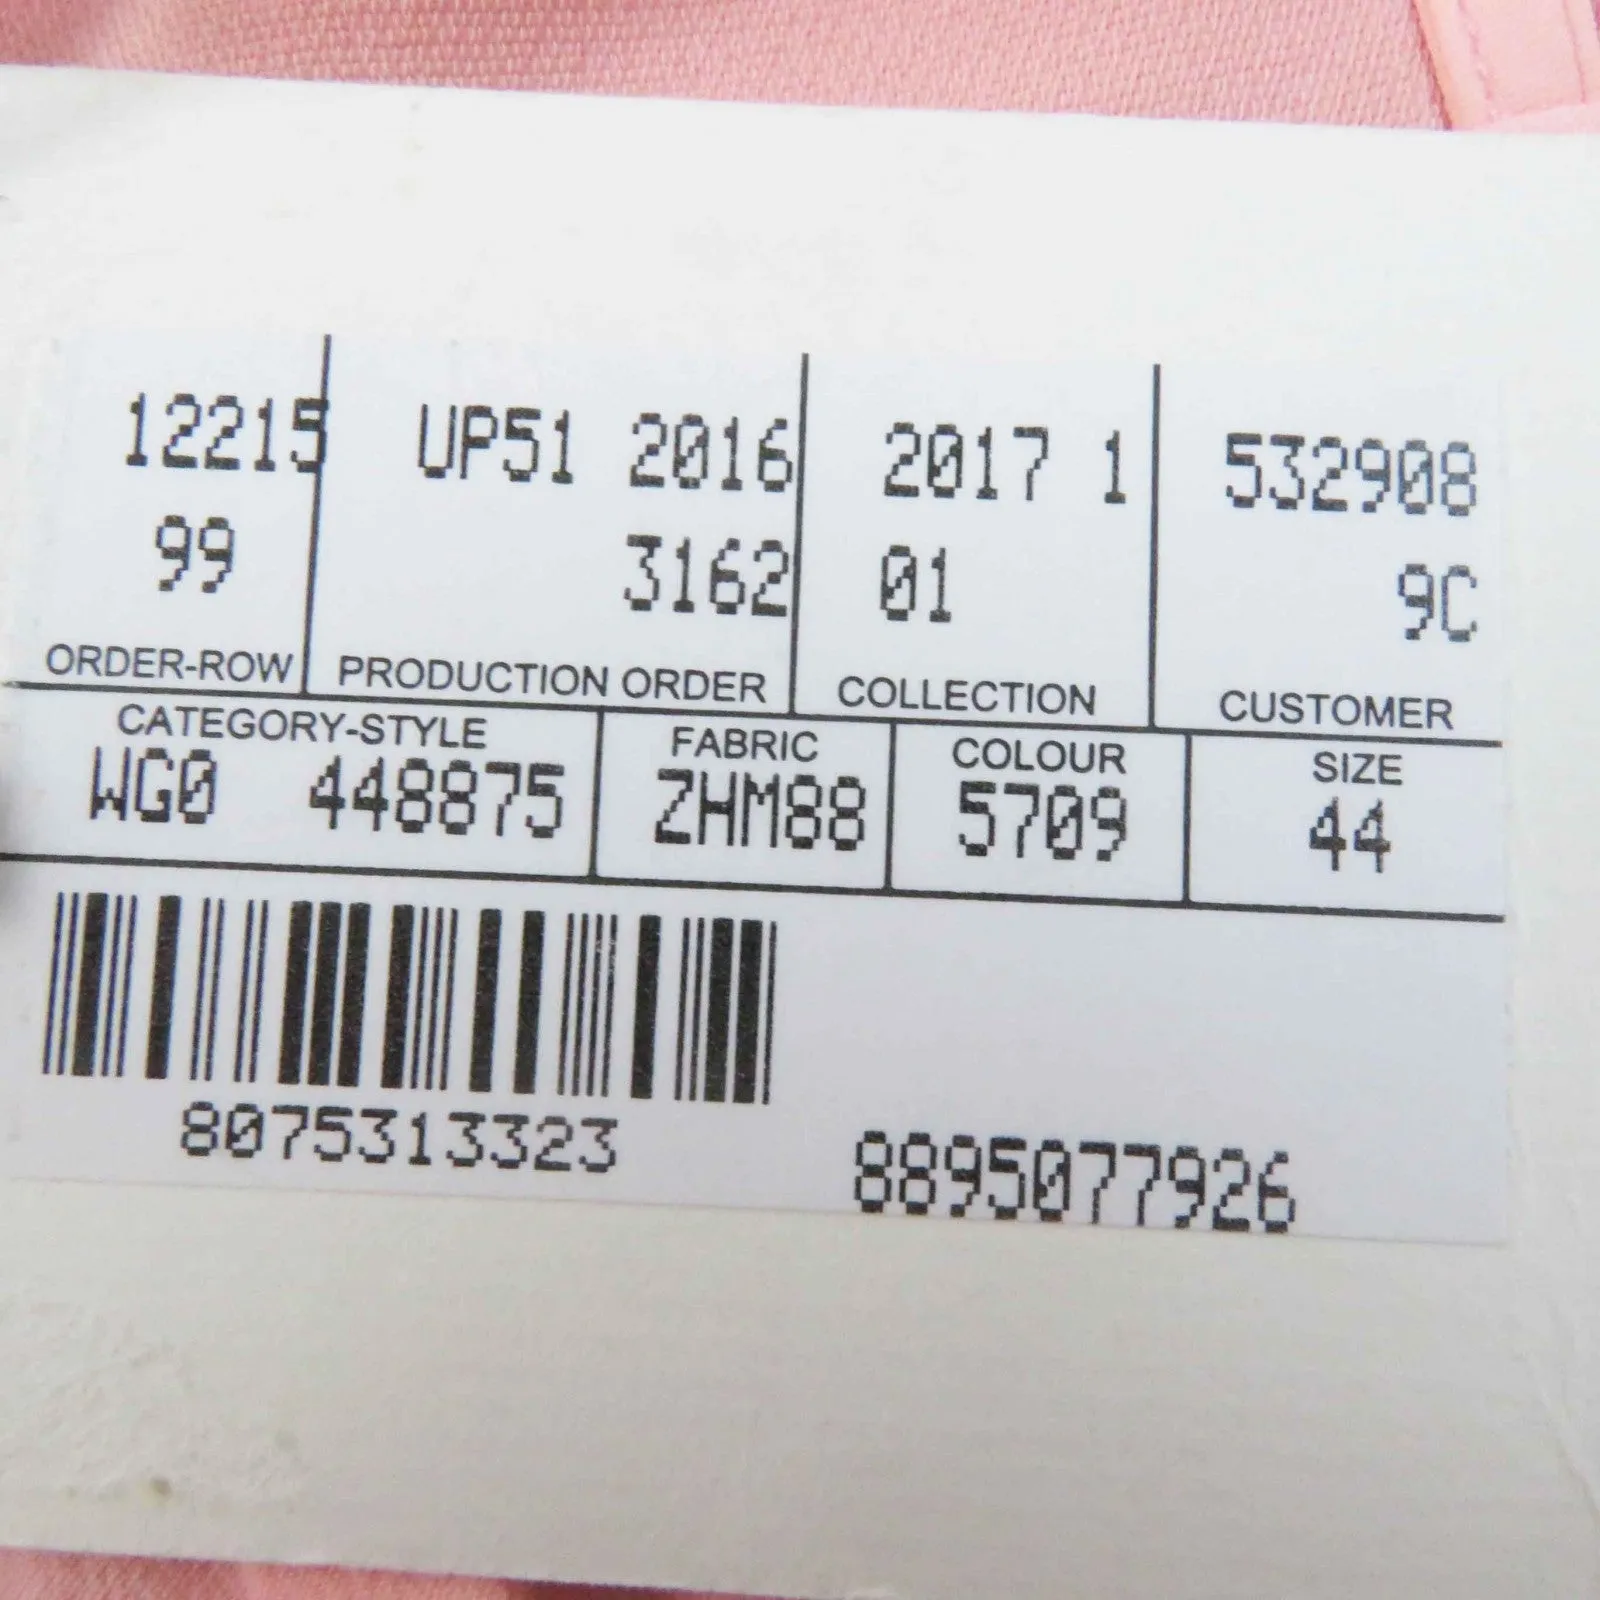 12215 UP51 2016 2017 1 532908
99 3162 01 9C
ORDER-ROW PRODUCTION ORDER COLLECTION CUSTOMER
CATEGORY-STYLE FABRIC COLOUR SIZE
WG0 448875 ZHM88 5709 44
8075313323 8895077926